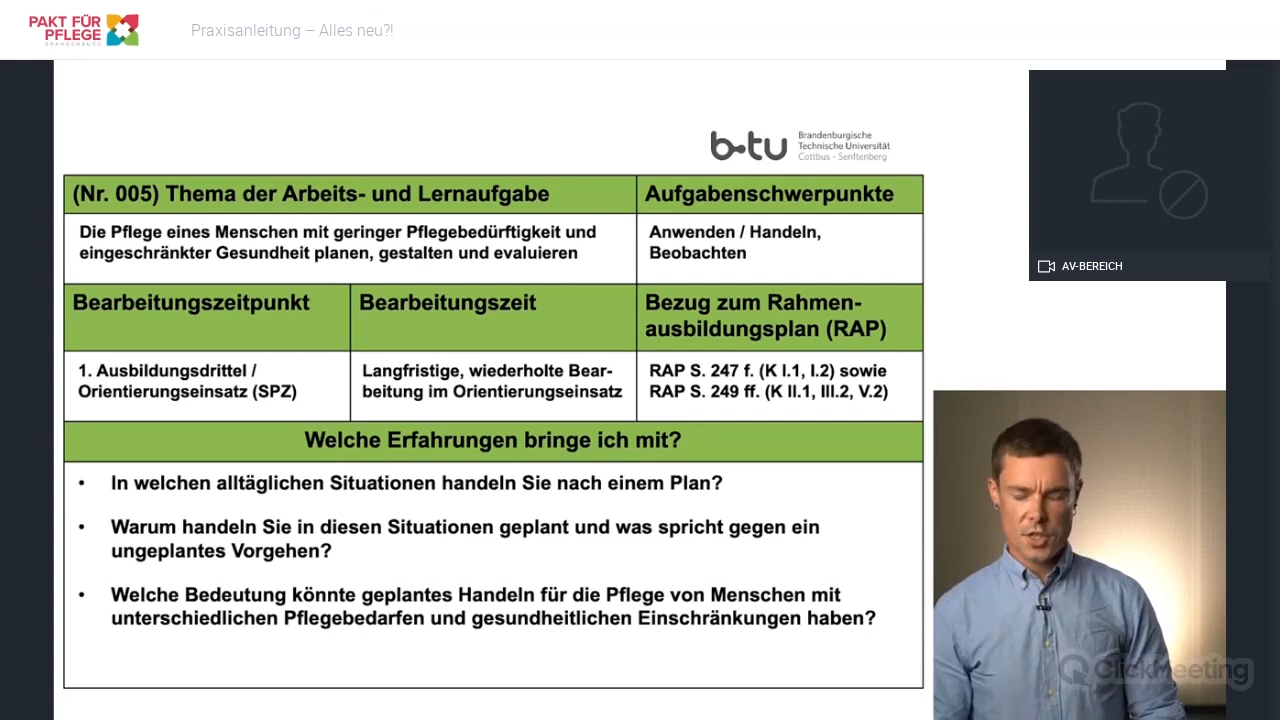 PAKT FÜR
PFLEGE
BRANDENBURG
Praxisanleitung – Alles neu?!
b-tu
Brandenburgische
Technische Universität
Cottbus - Senftenberg
AV-BEREICH
(Nr. 005) Thema der Arbeits- und Lernaufgabe
Aufgabenschwerpunkte
Die Pflege eines Menschen mit geringer Pflegebedürftigkeit und
eingeschränkter Gesundheit planen, gestalten und evaluieren
Anwenden / Handeln,
Beobachten
Bearbeitungszeitpunkt
Bearbeitungszeit
Bezug zum Rahmen-
ausbildungsplan (RAP)
1. Ausbildungsdrittel /
Orientierungseinsatz (SPZ)
Langfristige, wiederholte Bear-
beitung im Orientierungseinsatz
RAP S. 247 f. (K I.1, I.2) sowie
RAP S. 249 ff. (K II.1, III.2, V.2)
Welche Erfahrungen bringe ich mit?
• In welchen alltäglichen Situationen handeln Sie nach einem Plan?
• Warum handeln Sie in diesen Situationen geplant und was spricht gegen ein
ungeplantes Vorgehen?
• Welche Bedeutung könnte geplantes Handeln für die Pflege von Menschen mit
unterschiedlichen Pflegebedarfen und gesundheitlichen Einschränkungen haben?
ClickMeeting